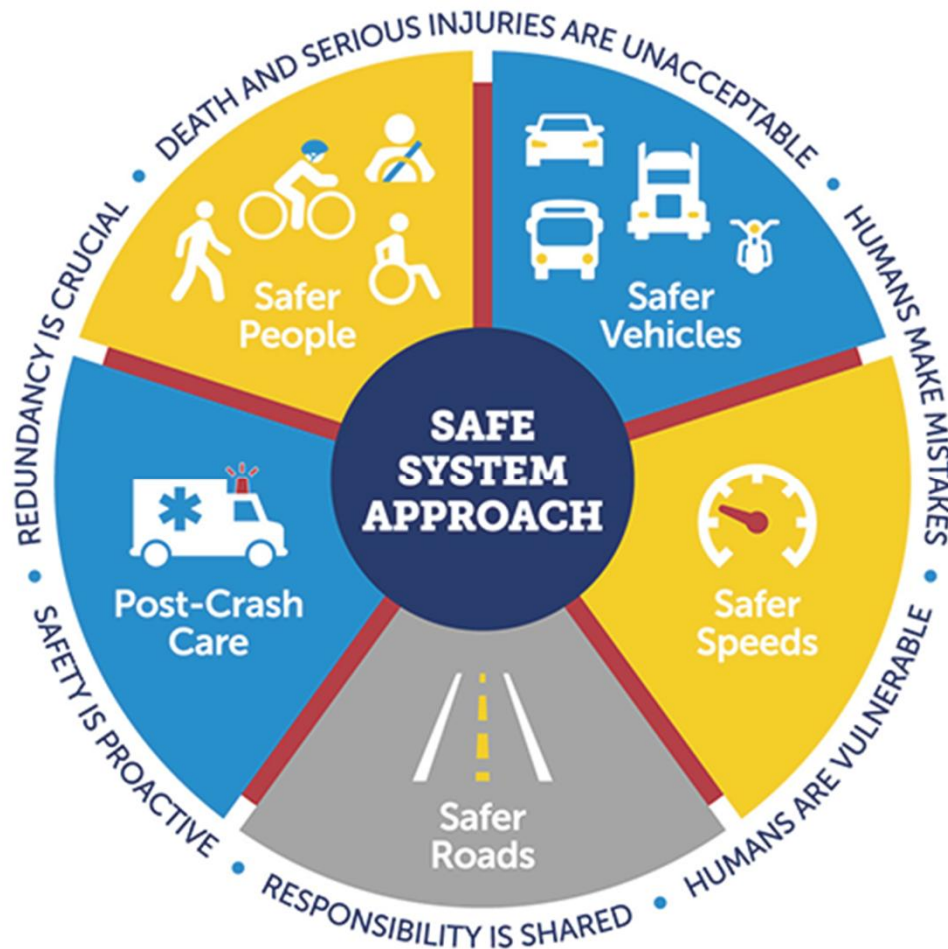 DEATH AND SERIOUS INJURIES ARE UNACCEPTABLE
HUMANS MAKE MISTAKES
HUMANS ARE VULNERABLE
RESPONSIBILITY IS SHARED
SAFETY IS PROACTIVE
REDUNDANCY IS CRUCIAL
Safer
People
Safer
Vehicles
SAFE
SYSTEM
APPROACH
Post-Crash
Care
Safer
Speeds
Safer
Roads